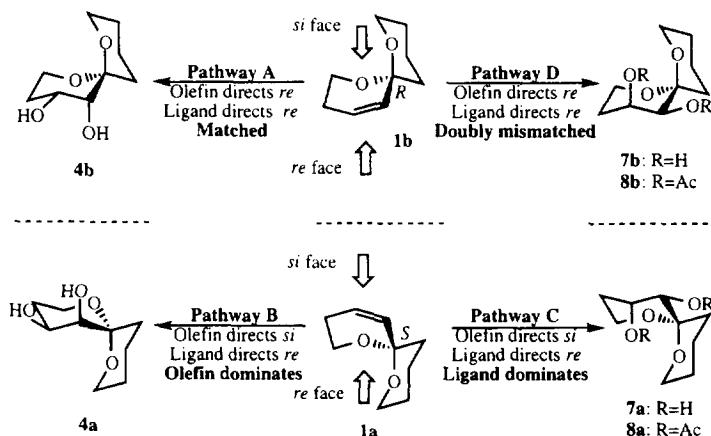 si face
O
O
R
1b
re face
Pathway A
Olefin directs re
Ligand directs re
Matched
O
O
HO
OH
4b
Pathway D
Olefin directs re
Ligand directs re
Doubly mismatched
O
OR
O
OR
7b: R=H
8b: R=Ac
si face
S
O
O
1a
re face
Pathway B
Olefin directs si
Ligand directs re
Olefin dominates
HO
HO
O
O
4a
Pathway C
Olefin directs si
Ligand directs re
Ligand dominates
OR
O
OR
O
7a: R=H
8a: R=Ac